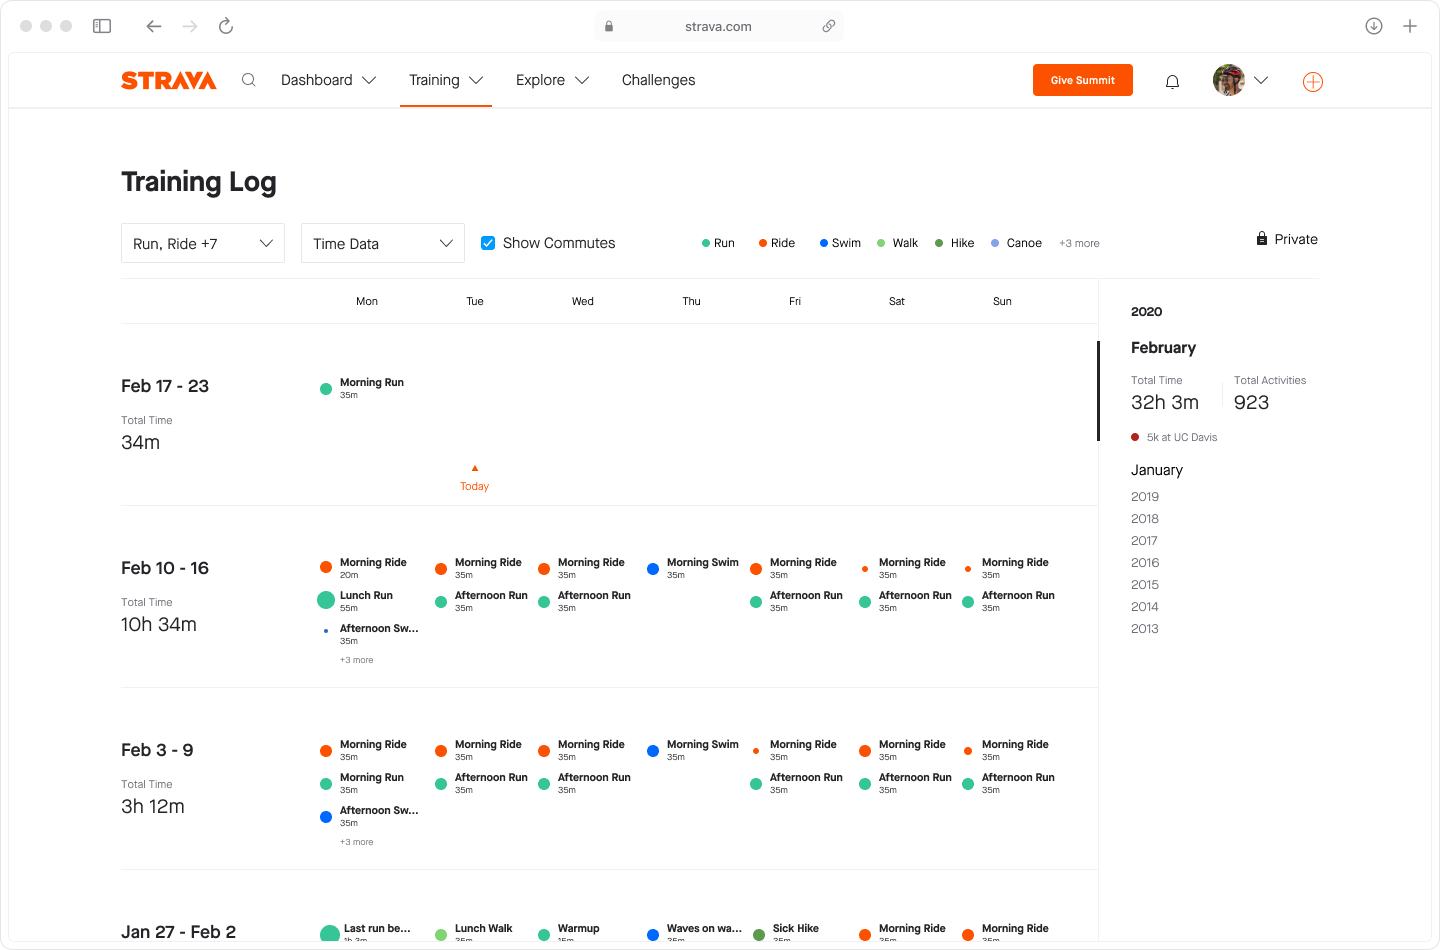 strava.com
STRAVA
Dashboard
Training
Explore
Challenges
Give Summit
Training Log
Run, Ride +7
Time Data
Show Commutes
Run
Ride
Swim
Walk
Hike
Canoe
+3 more
Private
Mon
Tue
Wed
Thu
Fri
Sat
Sun
Feb 17 - 23
Total Time
34m
Morning Run
35m
Today
Feb 10 - 16
Total Time
10h 34m
Morning Ride
20m
Lunch Run
55m
Afternoon Sw...
35m
+3 more
Morning Ride
35m
Afternoon Run
35m
Morning Ride
35m
Afternoon Run
35m
Morning Swim
35m
Morning Ride
35m
Afternoon Run
35m
Morning Ride
35m
Afternoon Run
35m
Morning Ride
35m
Afternoon Run
35m
Feb 3 - 9
Total Time
3h 12m
Morning Ride
35m
Morning Run
35m
Afternoon Sw...
35m
+3 more
Morning Ride
35m
Afternoon Run
35m
Morning Ride
35m
Afternoon Run
35m
Morning Swim
35m
Morning Ride
35m
Afternoon Run
35m
Morning Ride
35m
Afternoon Run
35m
Morning Ride
35m
Afternoon Run
35m
Jan 27 - Feb 2
Last run be...
Lunch Walk
Warmup
Waves on wa...
Sick Hike
Morning Ride
Morning Ride
2020
February
Total Time
32h 3m
Total Activities
923
5k at UC Davis
January
2019
2018
2017
2016
2015
2014
2013